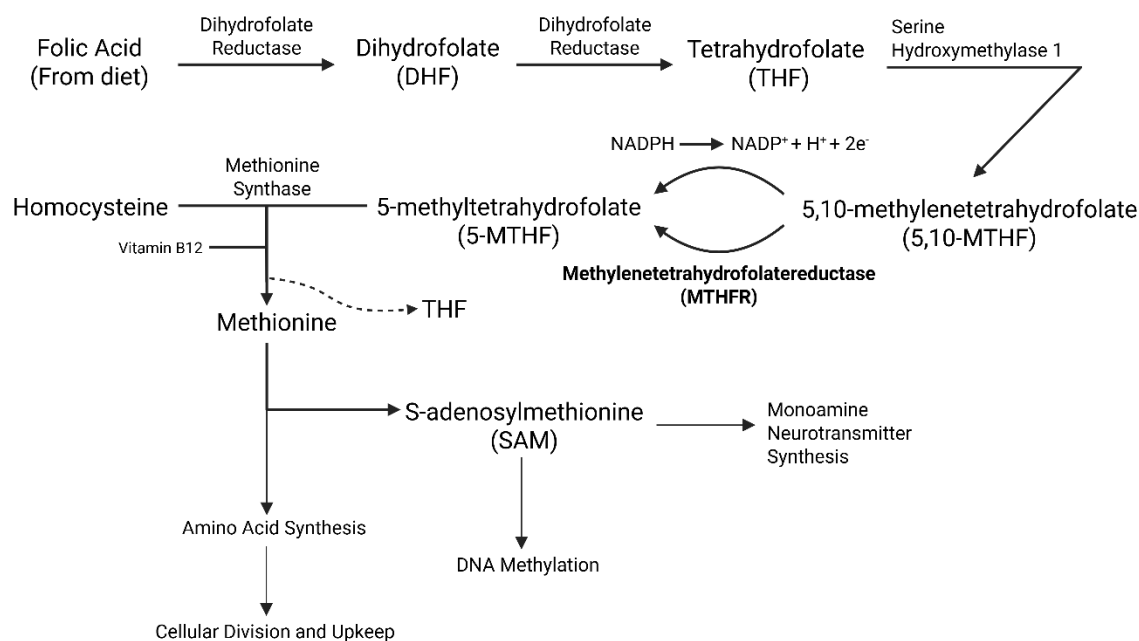 Folic Acid
(From diet)
Dihydrofolate
Reductase
Dihydrofolate
(DHF)
Dihydrofolate
Reductase
Tetrahydrofolate
(THF)
Serine
Hydroxymethylase 1
NADPH
NADP⁺ + H⁺ + 2e⁻
Homocysteine
Methionine
Synthase
Vitamin B12
5-methyltetrahydrofolate
(5-MTHF)
5,10-methylenetetrahydrofolate
(5,10-MTHF)
Methylenetetrahydrofolatereductase
(MTHFR)
THF
Methionine
S-adenosylmethionine
(SAM)
Monoamine
Neurotransmitter
Synthesis
Amino Acid Synthesis
DNA Methylation
Cellular Division and Upkeep